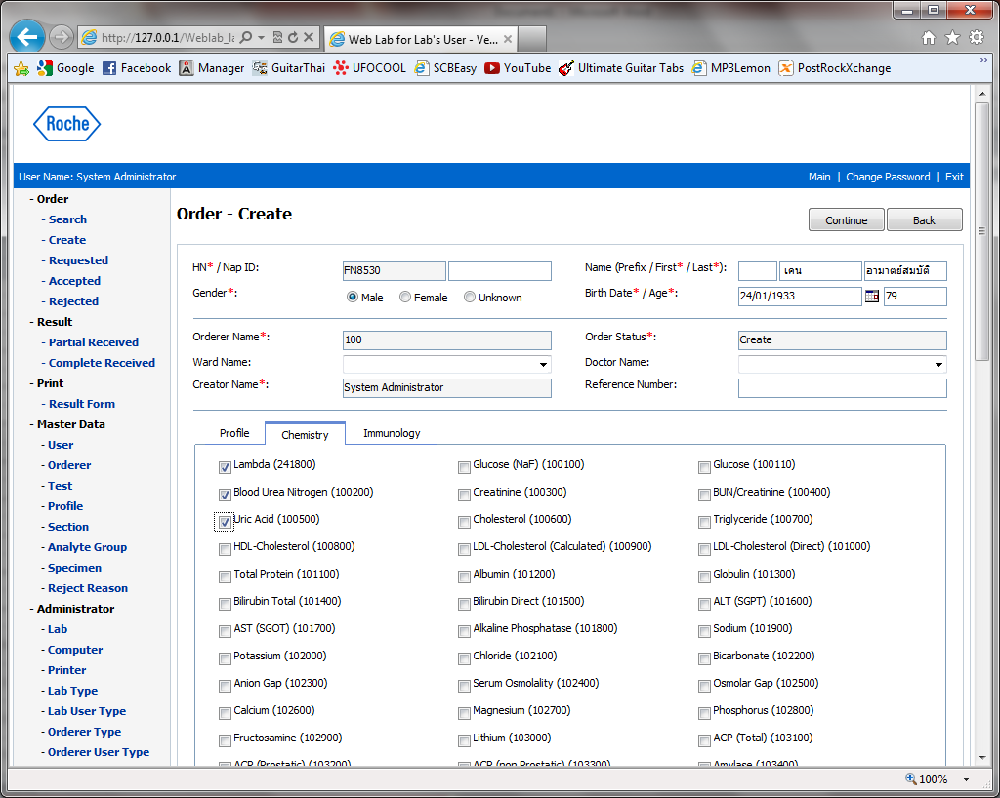 http://127.0.0.1/Weblab_la
Web Lab for Lab's User - Ve...
Google Facebook Manager GuitarThai UFOCOOL SCBEasy YouTube Ultimate Guitar Tabs MP3Lemon PostRockXchange
Roche
User Name: System Administrator Main | Change Password | Exit
- Order
- Search
- Create
- Requested
- Accepted
- Rejected
- Result
- Partial Received
- Complete Received
- Print
- Result Form
- Master Data
- User
- Orderer
- Test
- Profile
- Section
- Analyte Group
- Specimen
- Reject Reason
- Administrator
- Lab
- Computer
- Printer
- Lab Type
- Lab User Type
- Orderer Type
- Orderer User Type
Order - Create Continue Back
HN* / Nap ID: FN8530 Name (Prefix / First* / Last*): เคน อามาตย์สมบัติ
Gender*: Male Female Unknown Birth Date* / Age*: 24/01/1933 79
Orderer Name*: 100 Order Status*: Create
Ward Name: Doctor Name:
Creator Name*: System Administrator Reference Number:
Profile Chemistry Immunology
Lambda (241800) Glucose (NaF) (100100) Glucose (100110)
Blood Urea Nitrogen (100200) Creatinine (100300) BUN/Creatinine (100400)
Uric Acid (100500) Cholesterol (100600) Triglyceride (100700)
HDL-Cholesterol (100800) LDL-Cholesterol (Calculated) (100900) LDL-Cholesterol (Direct) (101000)
Total Protein (101100) Albumin (101200) Globulin (101300)
Bilirubin Total (101400) Bilirubin Direct (101500) ALT (SGPT) (101600)
AST (SGOT) (101700) Alkaline Phosphatase (101800) Sodium (101900)
Potassium (102000) Chloride (102100) Bicarbonate (102200)
Anion Gap (102300) Serum Osmolality (102400) Osmolar Gap (102500)
Calcium (102600) Magnesium (102700) Phosphorus (102800)
Fructosamine (102900) Lithium (103000) ACP (Total) (103100)
ACP (Prostatic) (103200) ACP (non Prostatic) (103300) Amylase (103400)
100%